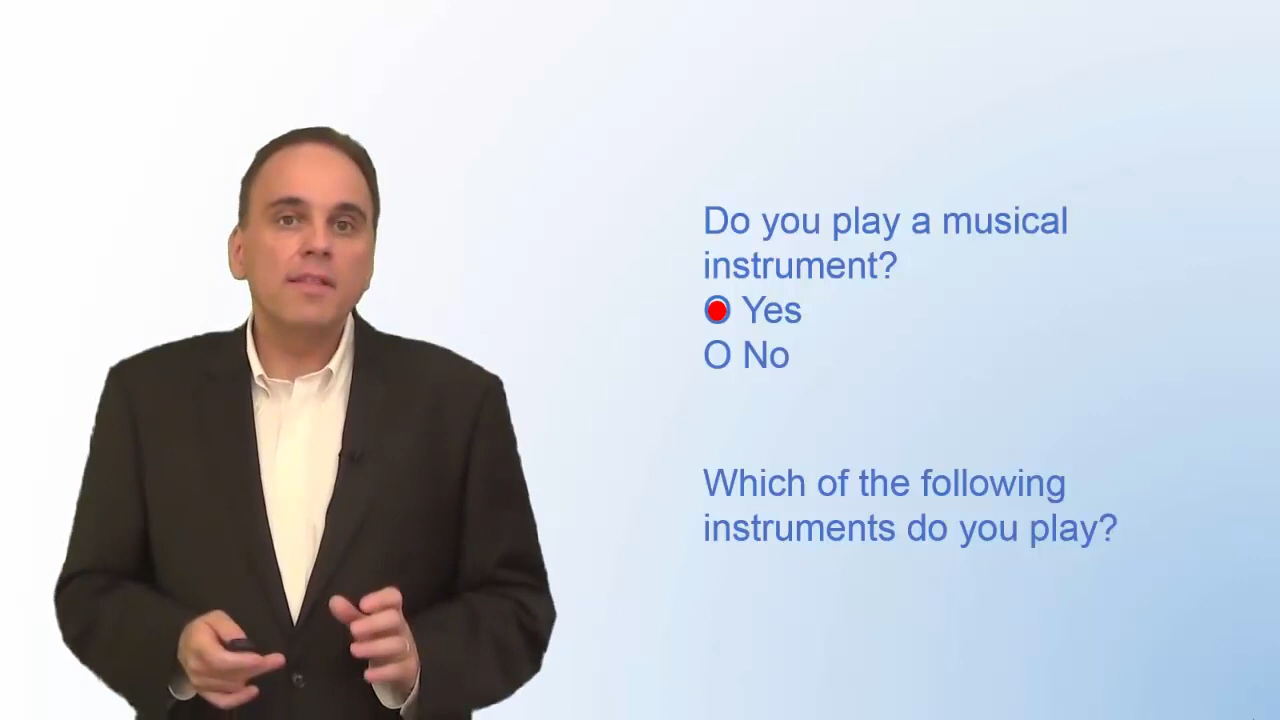 Do you play a musical
instrument?
O Yes
O No
Which of the following
instruments do you play?